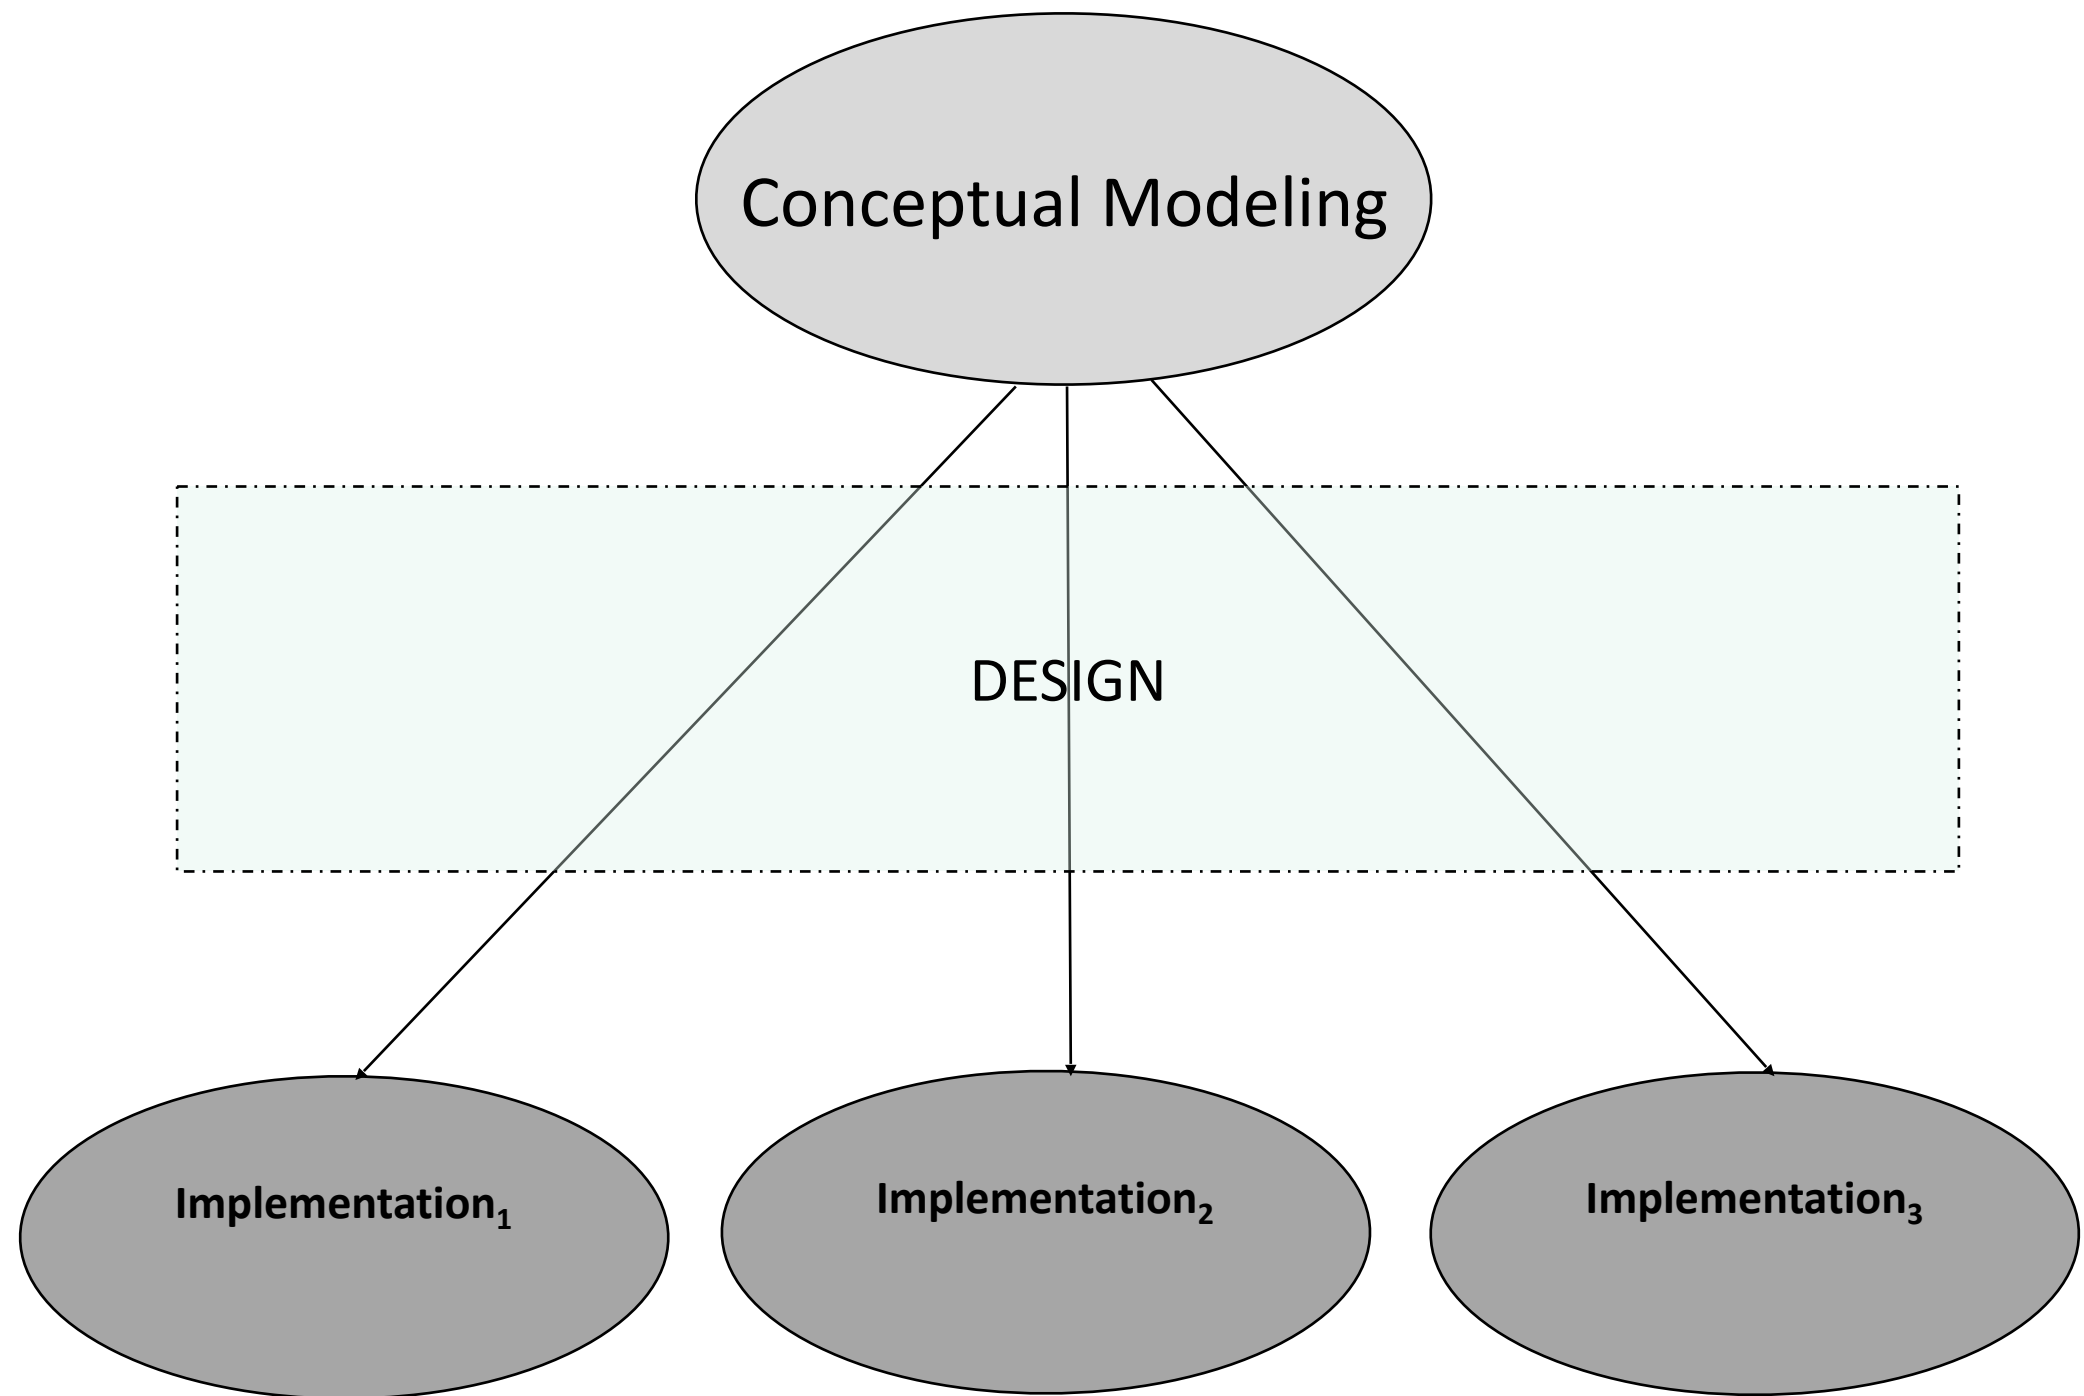 Conceptual Modeling
DESIGN
Implementation₁
Implementation₂
Implementation₃